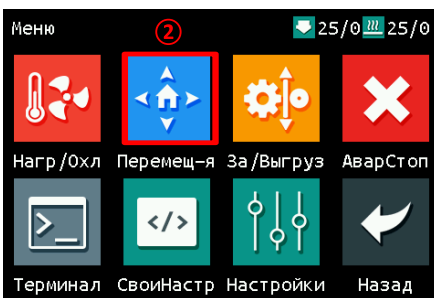 Меню ② 25/0 25/0
Нагр/Охл Перемещ-я За/Выгруз АварСтоп
>_ </>
Терминал СвоиНастр Настройки Назад